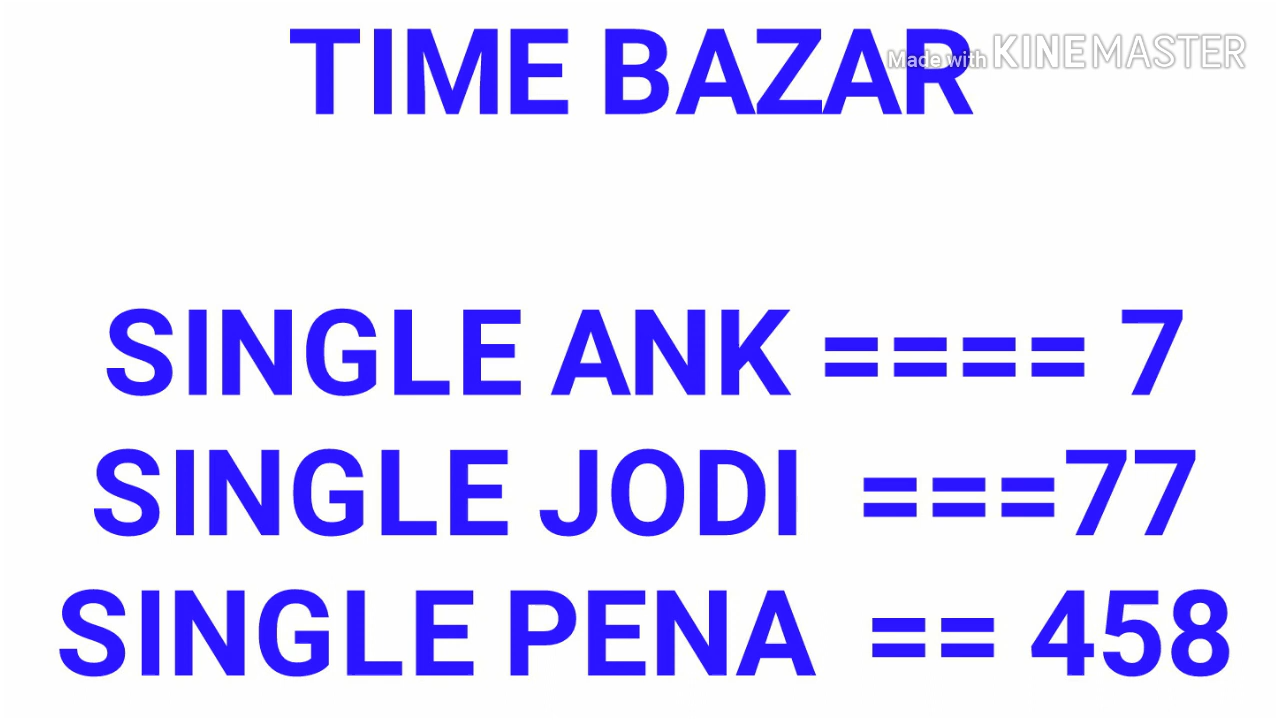 TIME BAZAR
Made with KINEMASTER
SINGLE ANK ==== 7
SINGLE JODI ===77
SINGLE PENA == 458